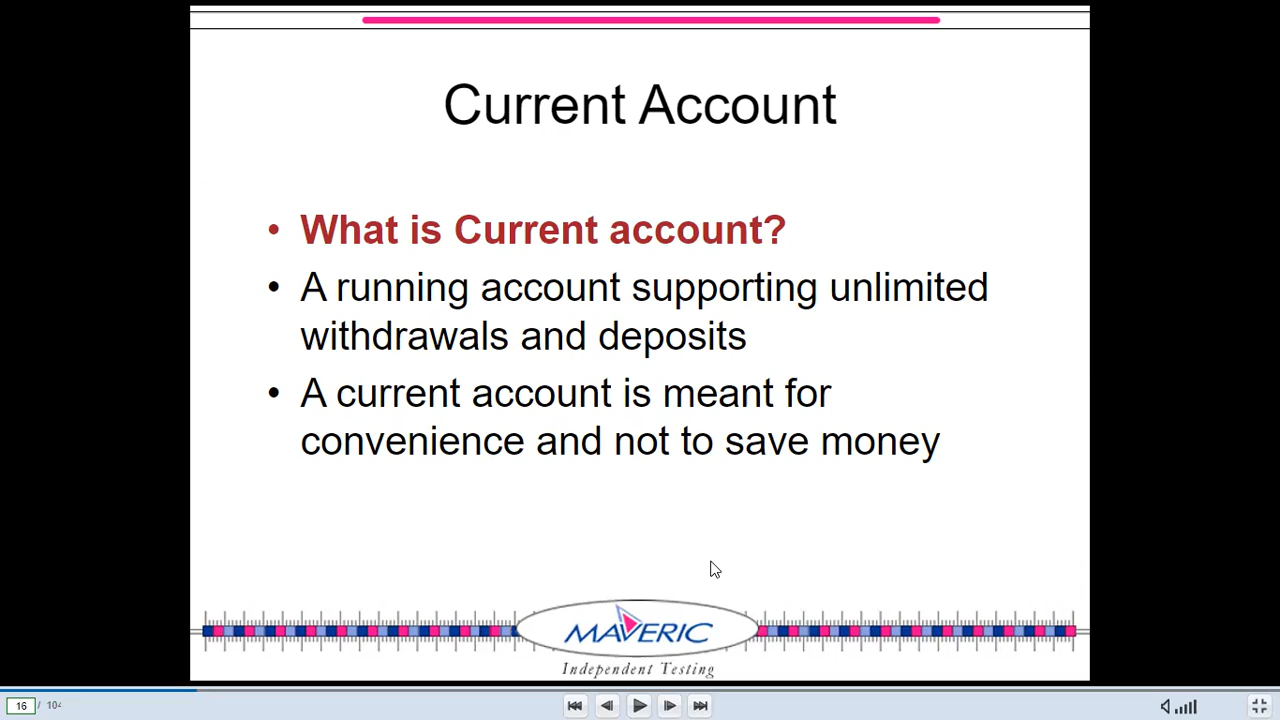 Current Account
• What is Current account?
• A running account supporting unlimited
withdrawals and deposits
• A current account is meant for
convenience and not to save money
MAVERIC
Independent Testing
16 / 104